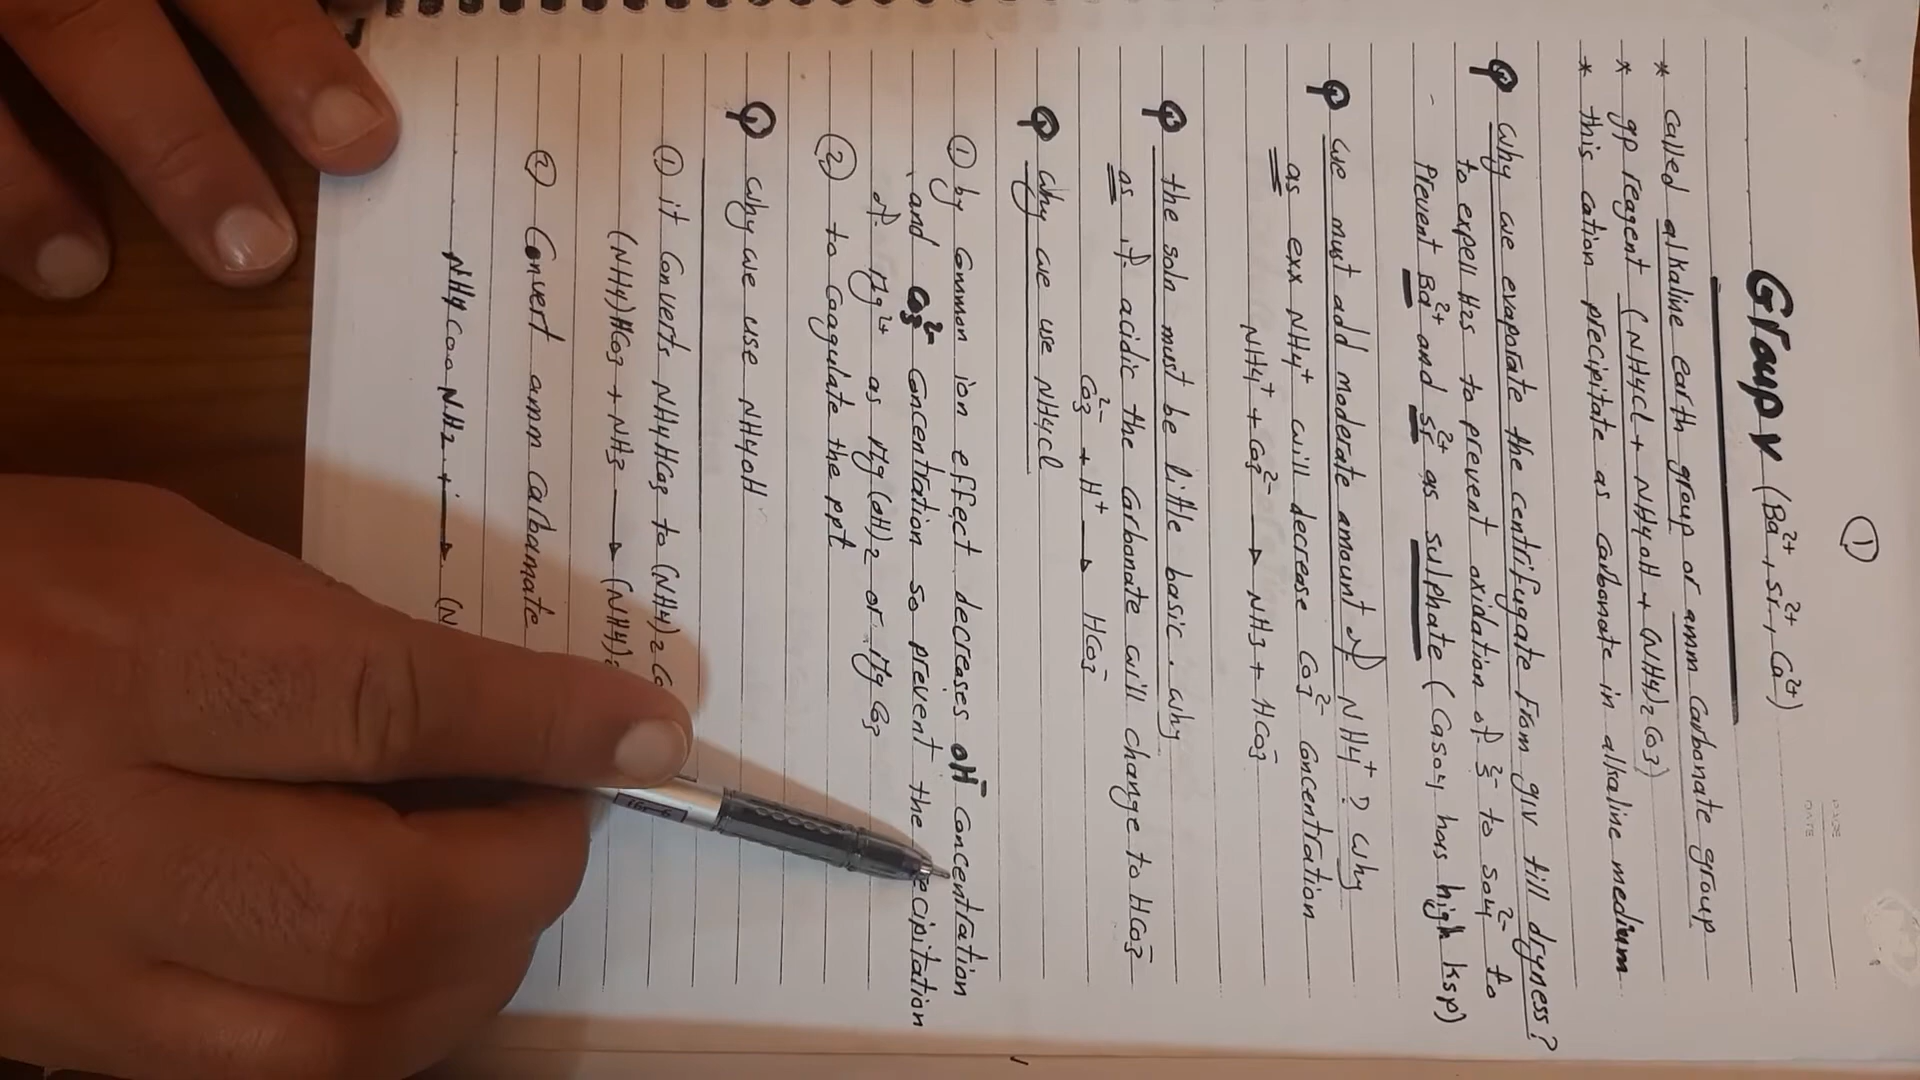 ①
Group V (Ba²⁺, Sr²⁺, Ca²⁺)
* Called alkaline earth group or amm carbonate group
* gp reagent (NH4Cl + NH4OH + (NH4)2CO3)
* this cation precipitate as carbonate in alkaline medium
Q Why we evaporate the centrifugate From gIV till dryness?
- to expell H2S to prevent oxidation of S²⁻ to SO4²⁻ to
Prevent Ba²⁺ and Sr²⁺ as sulphate (CaSO4 has high ksp)
Q we must add moderate amount of NH4⁺? Why
as exx NH4⁺ will decrease CO3²⁻ concentration
NH4⁺ + CO3²⁻ → NH3 + HCO3⁻
Q the soln must be little basic. why
as if acidic the carbonate will change to HCO3⁻
CO3²⁻ + H⁺ → HCO3⁻
Q Why we use NH4Cl
① by common ion effect decreases OH⁻ concentration
and CO3²⁻ concentration so prevent the recipitation
of Mg²⁺ as Mg(OH)2 or Mg CO3
② to Coagulate the ppt
Q why we use NH4OH
① it Converts NH4HCO3 to (NH4)2 C
(NH4)HCO3 + NH3 → (NH4)2
② Convert amm carbamate
NH4COONH2 + → (N
PAGE
DATE